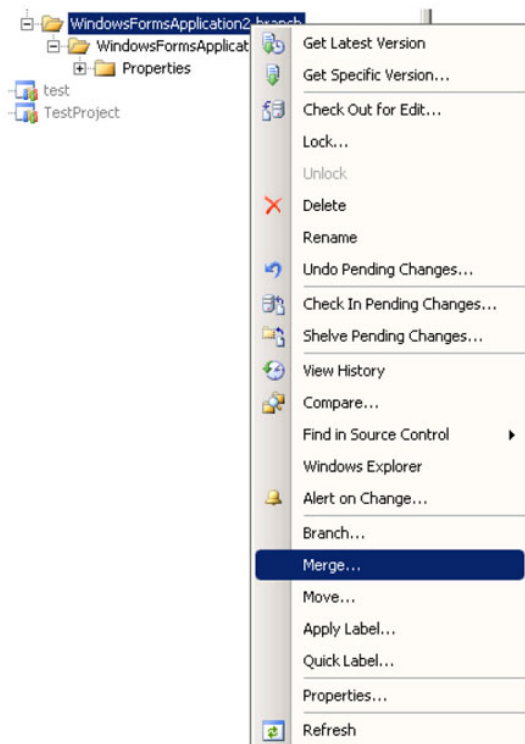 WindowsFormsApplication2-branch
WindowsFormsApplicat
Properties
test
TestProject
Get Latest Version
Get Specific Version...
Check Out for Edit...
Lock...
Unlock
Delete
Rename
Undo Pending Changes...
Check In Pending Changes...
Shelve Pending Changes...
View History
Compare...
Find in Source Control
Windows Explorer
Alert on Change...
Branch...
Merge...
Move...
Apply Label...
Quick Label...
Properties...
Refresh